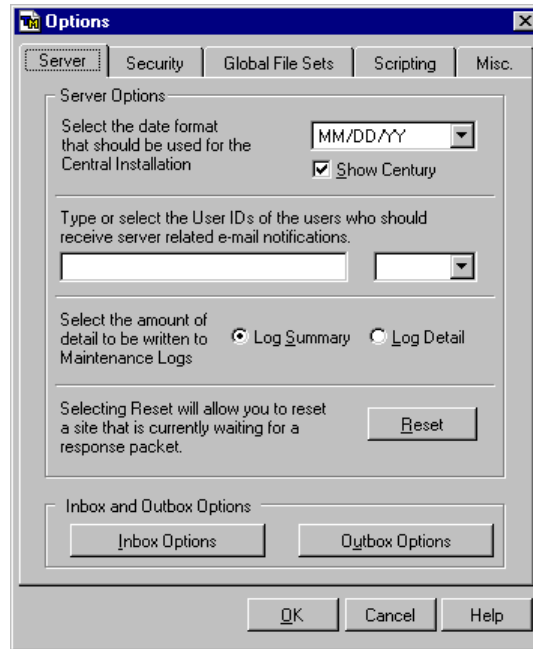 TM Options
Server Security Global File Sets Scripting Misc.
Server Options
Select the date format
that should be used for the
Central Installation
MM/DD/YY
Show Century
Type or select the User IDs of the users who should
receive server related e-mail notifications.
Select the amount of
detail to be written to
Maintenance Logs
Log Summary Log Detail
Selecting Reset will allow you to reset
a site that is currently waiting for a
response packet.
Reset
Inbox and Outbox Options
Inbox Options Outbox Options
OK Cancel Help